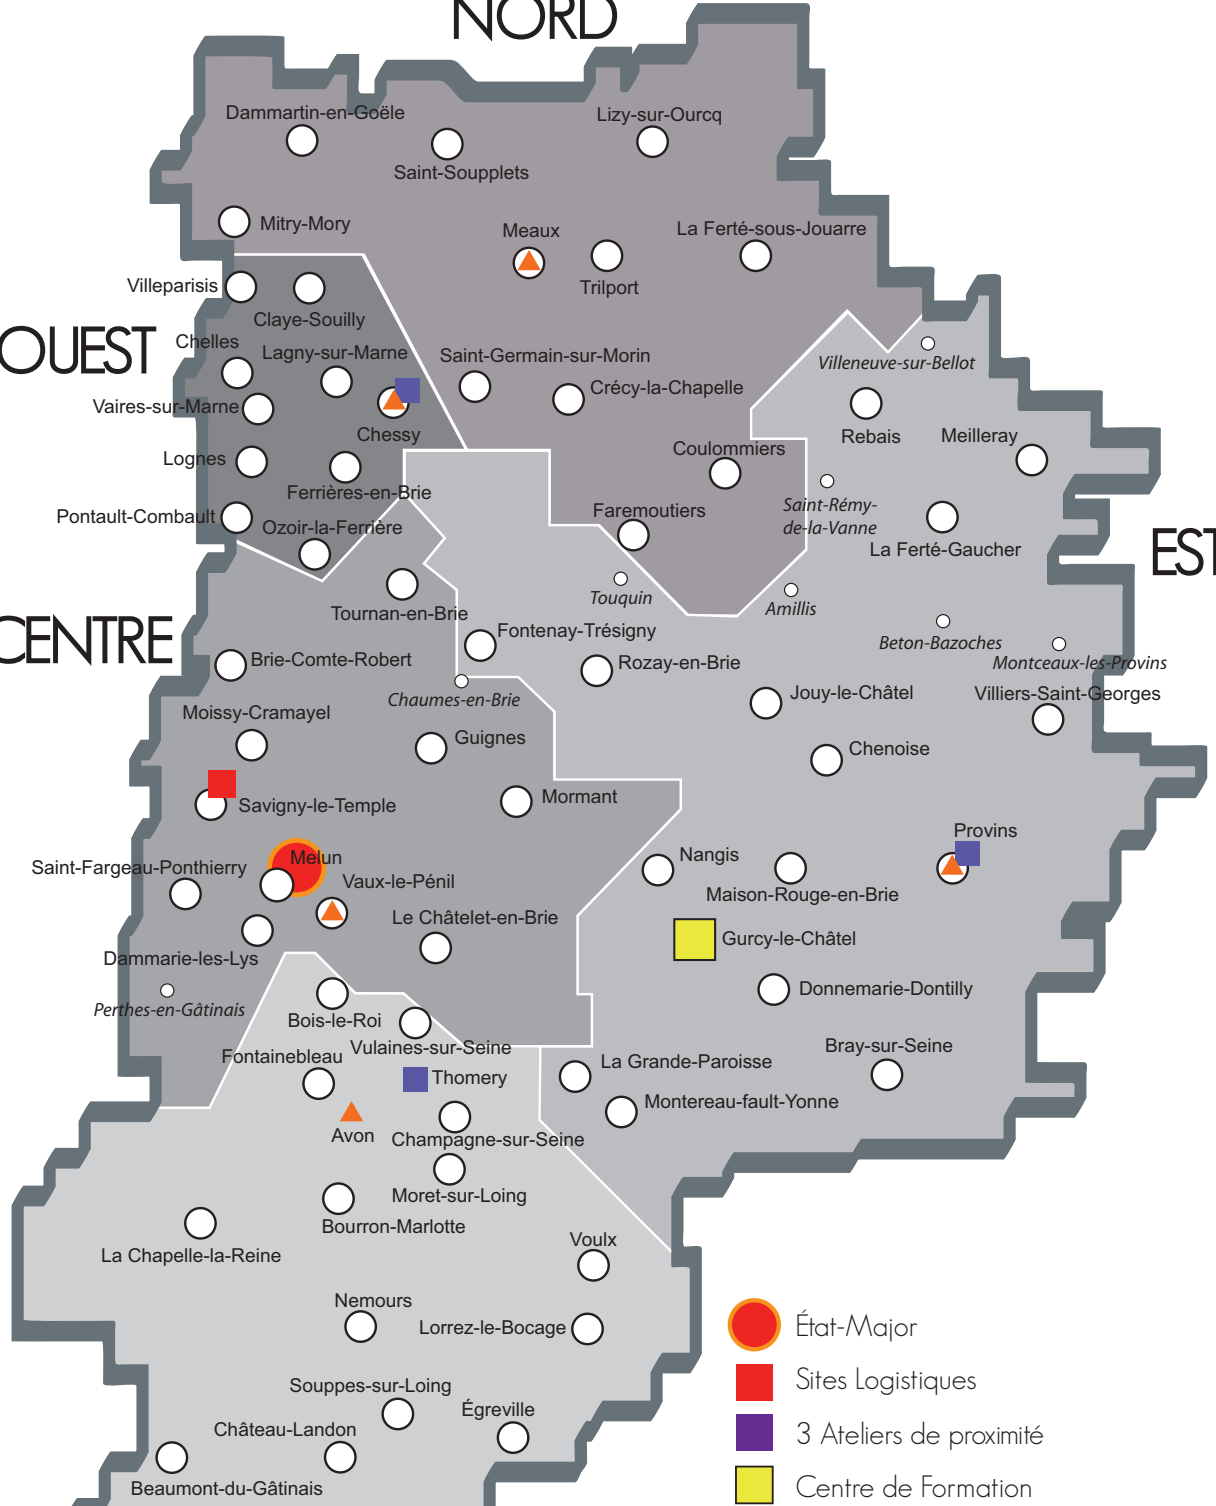 NORD
Dammartin-en-Goële
Lizy-sur-Ourcq
Saint-Soupplets
Mitry-Mory
Meaux
La Ferté-sous-Jouarre
Trilport
Villeparisis
Claye-Souilly
OUEST
Chelles
Lagny-sur-Marne
Saint-Germain-sur-Morin
Villeneuve-sur-Bellot
Crécy-la-Chapelle
Vaires-sur-Marne
Chessy
Rebais
Meilleray
Coulommiers
Lognes
Ferrières-en-Brie
Saint-Rémy-
de-la-Vanne
Faremoutiers
Pontault-Combault
Ozoir-la-Ferrière
La Ferté-Gaucher
EST
Touquin
Amillis
Tournan-en-Brie
CENTRE
Fontenay-Trésigny
Beton-Bazoches
Brie-Comte-Robert
Rozay-en-Brie
Montceaux-les-Provins
Chaumes-en-Brie
Jouy-le-Châtel
Villiers-Saint-Georges
Moissy-Cramayel
Guignes
Chenoise
Savigny-le-Temple
Mormant
Provins
Melun
Nangis
Saint-Fargeau-Ponthierry
Vaux-le-Pénil
Maison-Rouge-en-Brie
Le Châtelet-en-Brie
Gurcy-le-Châtel
Dammarie-les-Lys
Donnemarie-Dontilly
Perthes-en-Gâtinais
Bois-le-Roi
Vulaines-sur-Seine
Bray-sur-Seine
Fontainebleau
La Grande-Paroisse
Thomery
Montereau-fault-Yonne
Avon
Champagne-sur-Seine
Moret-sur-Loing
Bourron-Marlotte
La Chapelle-la-Reine
Voulx
Nemours
Lorrez-le-Bocage
Souppes-sur-Loing
Égreville
Château-Landon
Beaumont-du-Gâtinais
État-Major
Sites Logistiques
3 Ateliers de proximité
Centre de Formation